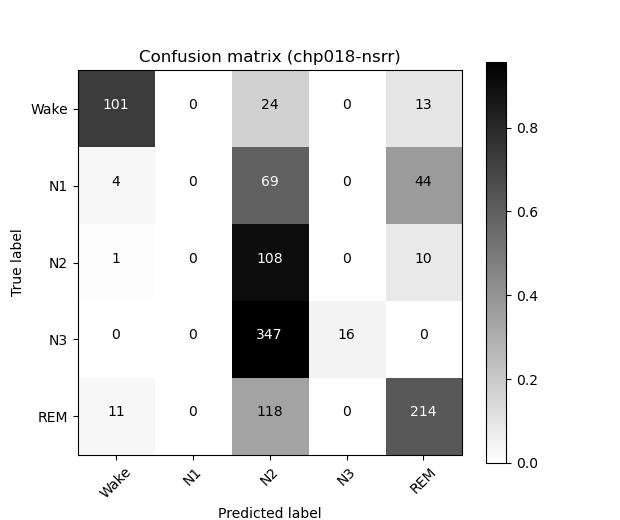 Confusion matrix (chp018-nsrr)
True label
Wake 101 0 24 0 13
N1 4 0 69 0 44
N2 1 0 108 0 10
N3 0 0 347 16 0
REM 11 0 118 0 214
Wake N1 N2 N3 REM
Predicted label
0.8
0.6
0.4
0.2
0.0